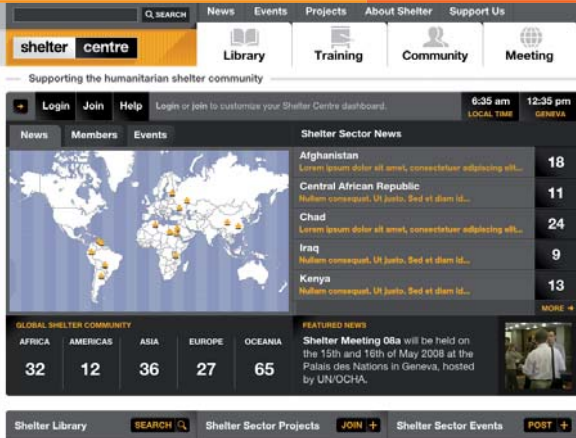 SEARCH
News Events Projects About Shelter Support Us
shelter centre
Library Training Community Meeting
Supporting the humanitarian shelter community
Login Join Help Login or join to customize your Shelter Centre dashboard.
6:35 am 12:35 pm
LOCAL TIME GENEVA
News Members Events
Shelter Sector News
Afghanistan
Lorem ipsum dolor sit amet, consectetuer adipiscing elit...
18
Central African Republic
Nullam consequat. Ut justo. Sed et diam id...
11
Chad
Lorem ipsum dolor sit amet, consectetuer adipiscing elit...
24
Iraq
Nullam consequat. Ut justo. Sed et diam id...
9
Kenya
Nullam consequat. Ut justo. Sed et diam id...
13
MORE
GLOBAL SHELTER COMMUNITY
AFRICA AMERICAS ASIA EUROPE OCEANIA
32 12 36 27 65
FEATURED NEWS
Shelter Meeting 08a will be held on
the 15th and 16th of May 2008 at the
Palais des Nations in Geneva, hosted
by UN/OCHA.
Shelter Library SEARCH Shelter Sector Projects JOIN + Shelter Sector Events POST +